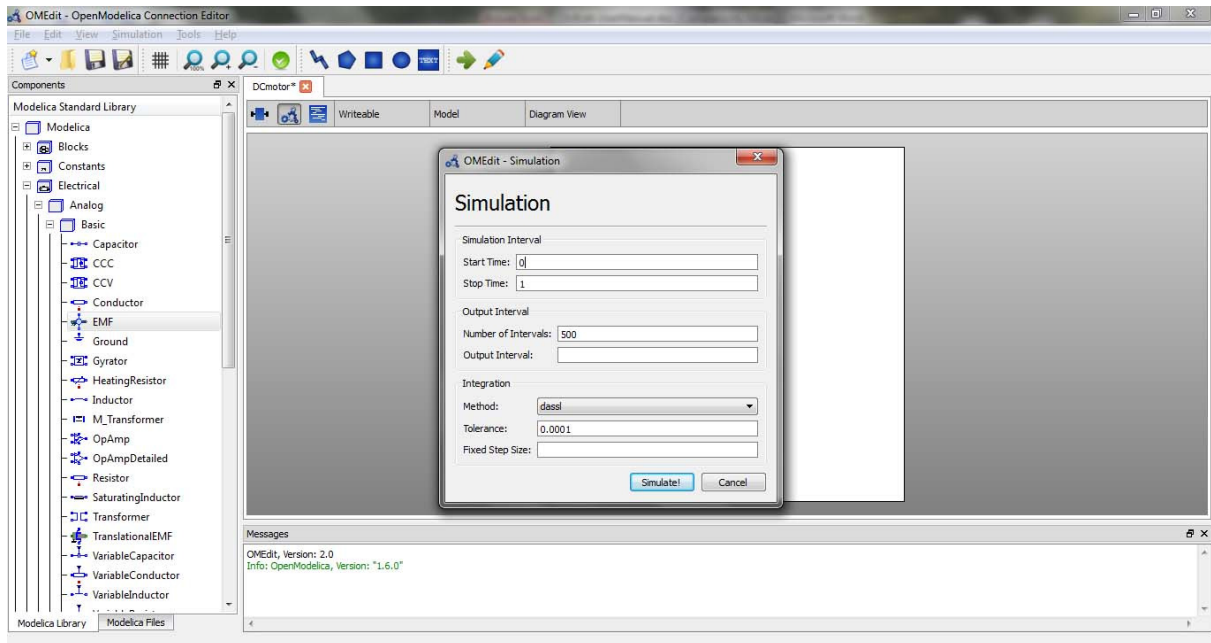 OMEdit - OpenModelica Connection Editor
File Edit View Simulation Tools Help
100%
TEXT
Components
DCmotor*
Modelica Standard Library
Writeable Model Diagram View
Modelica
Blocks
Constants
Electrical
Analog
Basic
Capacitor
CCC
CCV
Conductor
EMF
Ground
Gyrator
HeatingResistor
Inductor
M_Transformer
OpAmp
OpAmpDetailed
Resistor
SaturatingInductor
Transformer
TranslationalEMF
VariableCapacitor
VariableConductor
VariableInductor
Modelica Library Modelica Files
OMEdit - Simulation
Simulation
Simulation Interval
Start Time: 0
Stop Time: 1
Output Interval
Number of Intervals: 500
Output Interval:
Integration
Method: dassl
Tolerance: 0.0001
Fixed Step Size:
Simulate! Cancel
Messages
OMEdit, Version: 2.0
Info: OpenModelica, Version: "1.6.0"